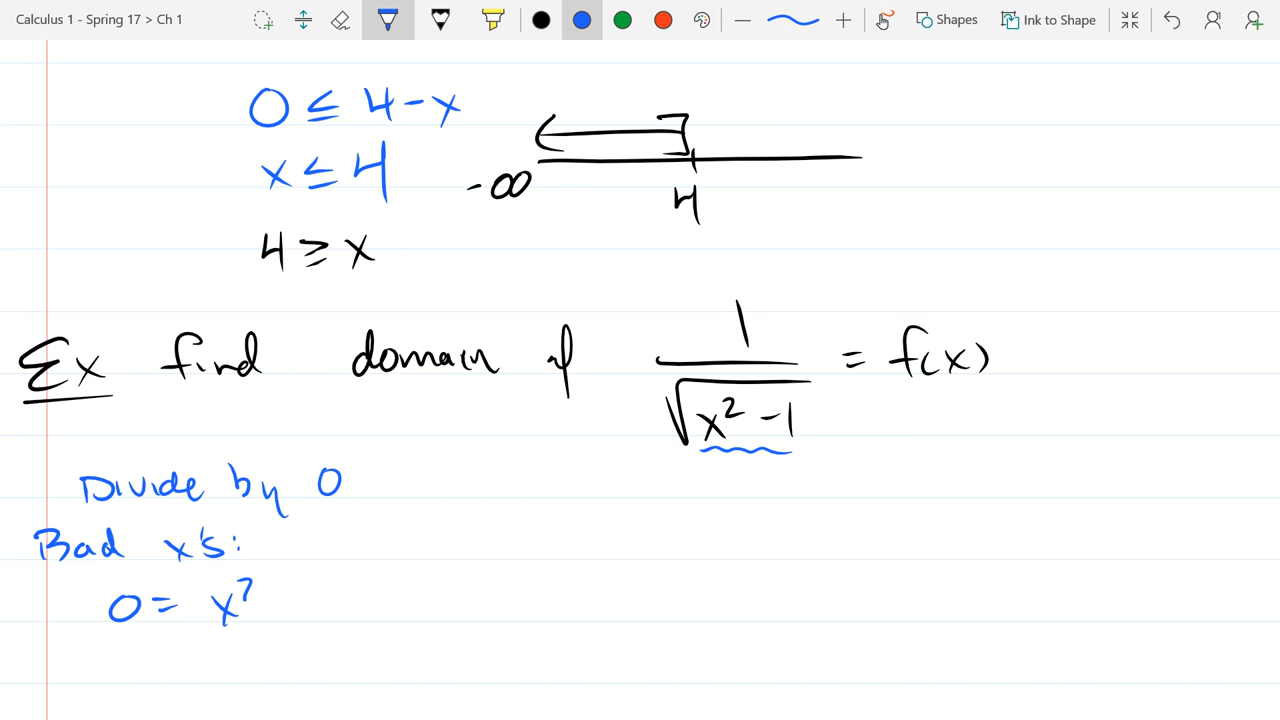 Calculus 1 - Spring 17 > Ch 1
Shapes
Ink to Shape
0 ≤ 4-x
x ≤ 4
-∞
4
4 ≥ x
Ex find domain of 1/√(x² -1) = f(x)
Divide by 0
Bad x's:
0 = x²